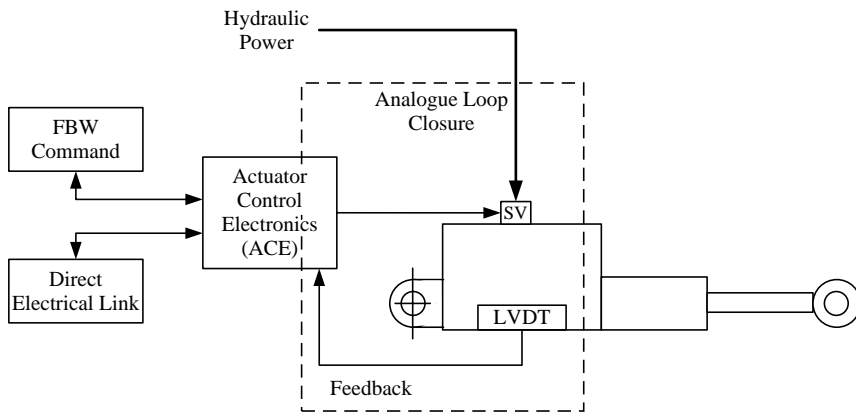 Hydraulic
Power
Analogue Loop
Closure
FBW
Command
Actuator
Control
Electronics
(ACE)
SV
Direct
Electrical Link
LVDT
Feedback